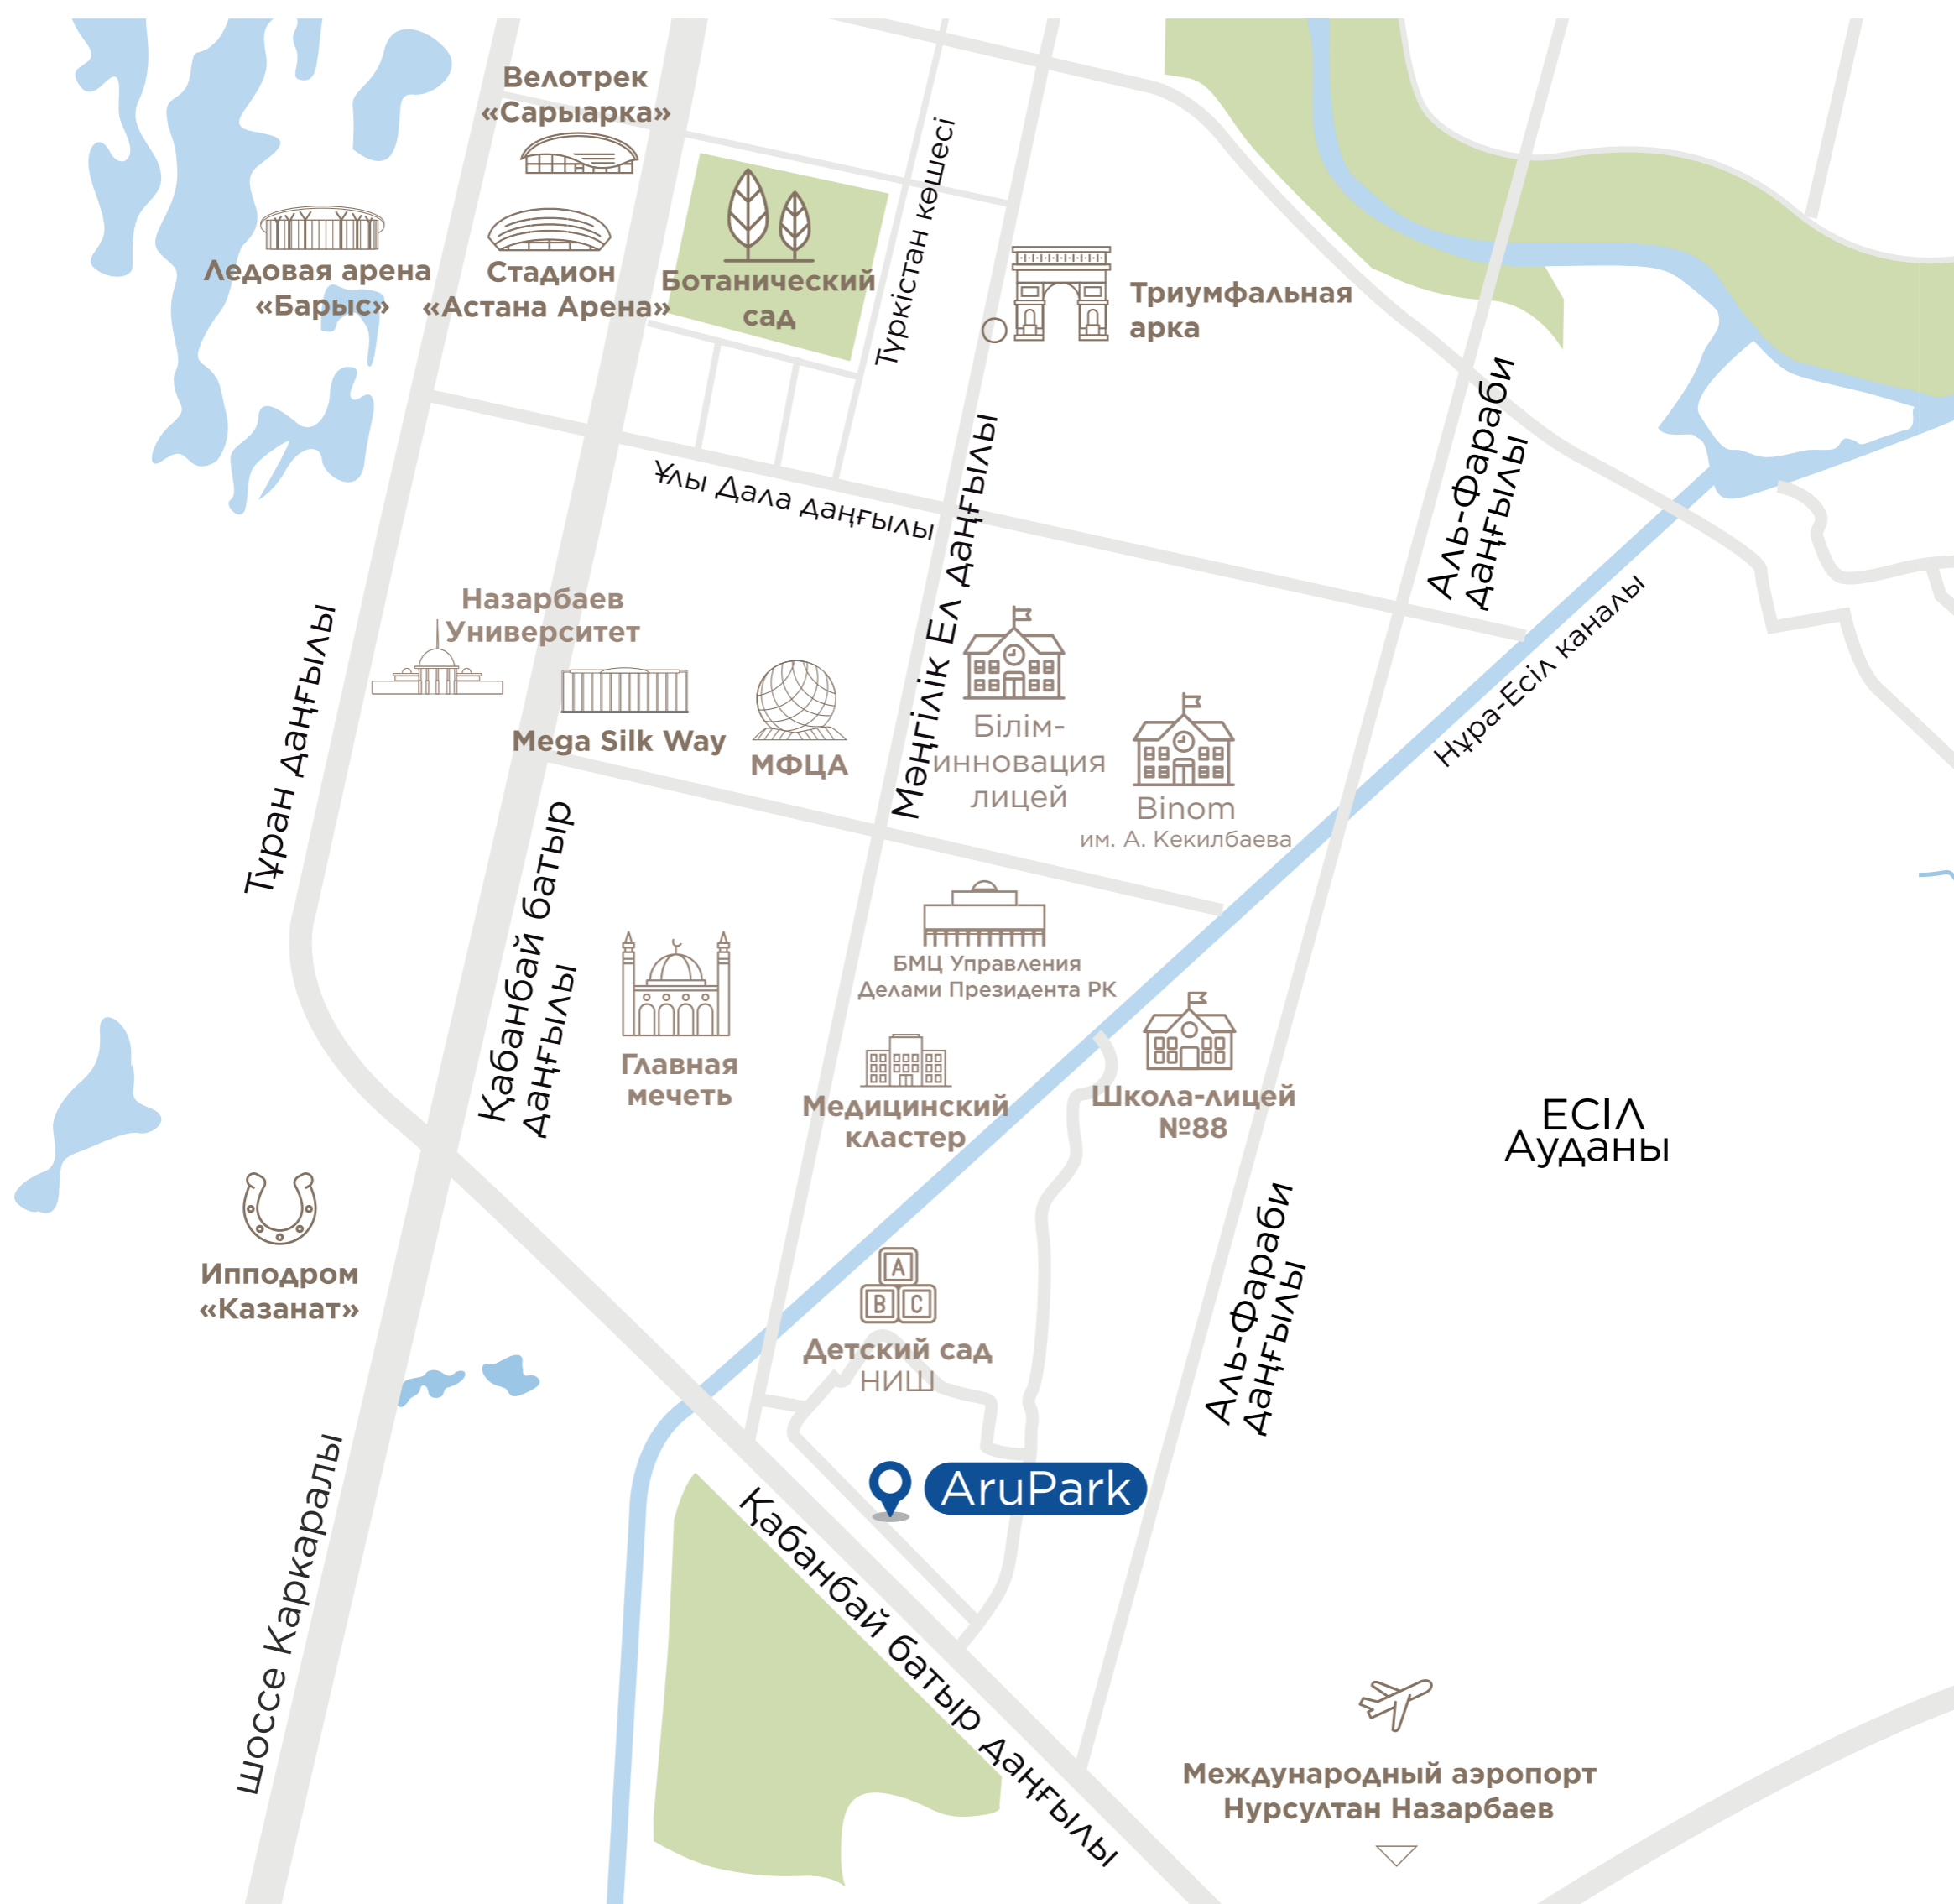 Велотрек
«Сарыарка»
Ледовая арена
«Барыс»
Стадион
«Астана Арена»
Ботанический
сад
Түркістан көшесі
Триумфальная
арка
Аль-Фараби
даңғылы
Ұлы Дала даңғылы
Мәңгілік Ел даңғылы
Нұра-Есіл каналы
Тұран даңғылы
Назарбаев
Университет
Mega Silk Way
МФЦА
Білім-
инновация
лицей
Binom
им. А. Кекилбаева
Қабанбай батыр
даңғылы
БМЦ Управления
Делами Президента РК
Главная
мечеть
Медицинский
кластер
Школа-лицей
№88
ЕСІЛ
Ауданы
Ипподром
«Казанат»
A
B
C
Детский сад
НИШ
Аль-Фараби
даңғылы
шоссе Каркаралы
AruPark
Қабанбай батыр даңғылы
Международный аэропорт
Нурсултан Назарбаев